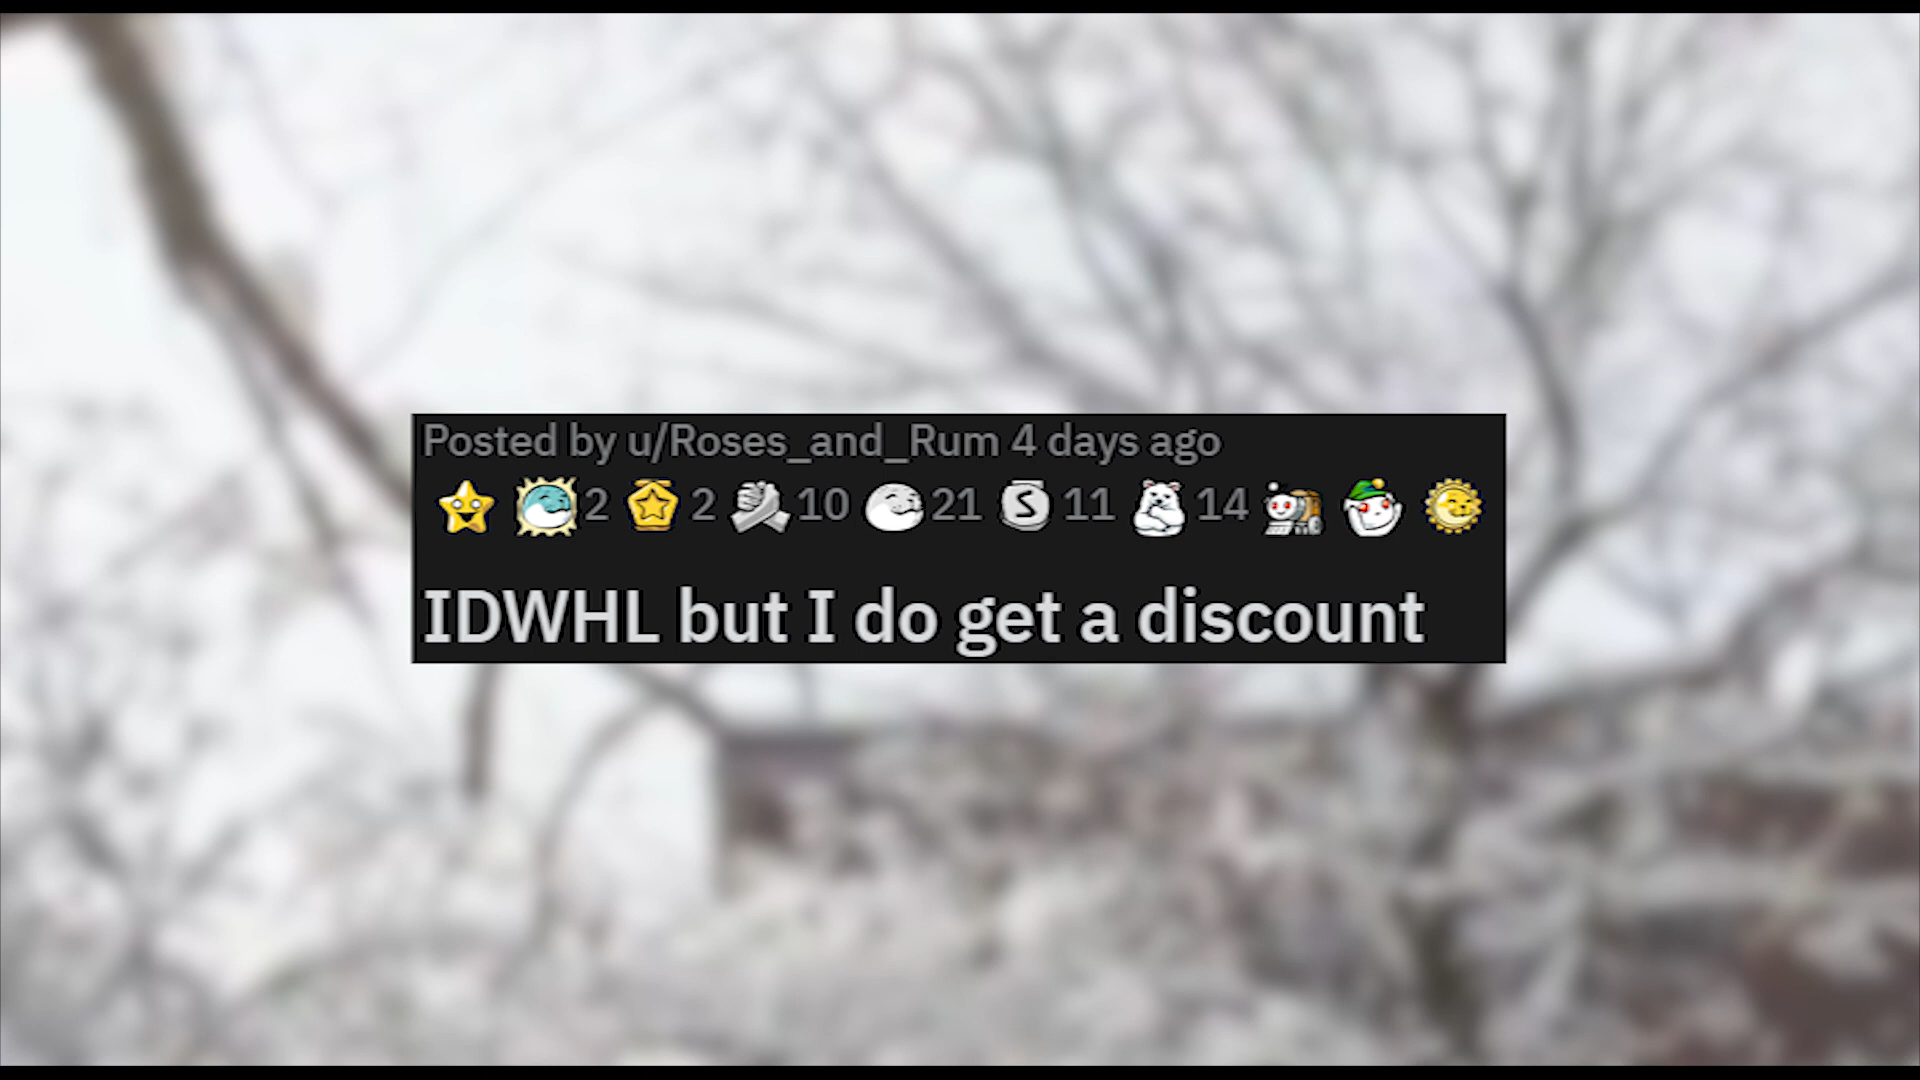 Posted by u/Roses_and_Rum 4 days ago
2 2 10 21 S 11 14
IDWHL but I do get a discount